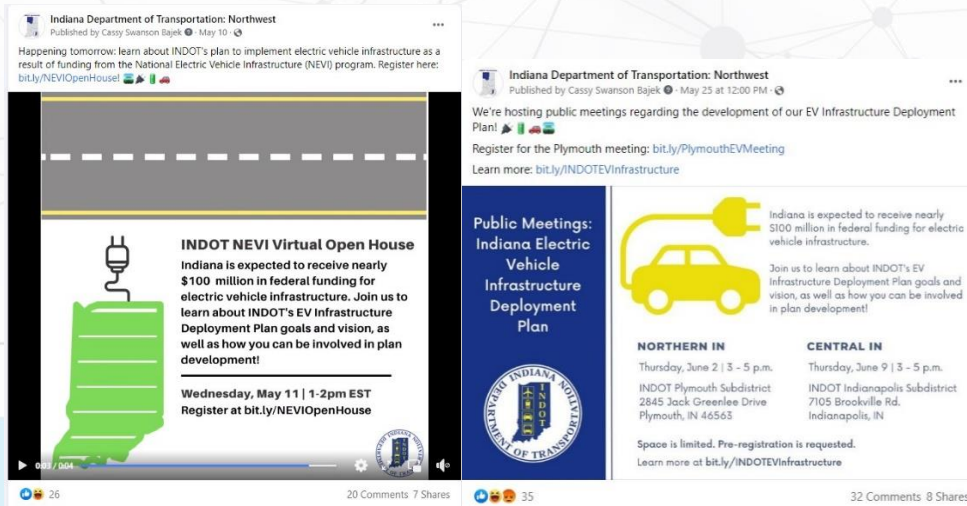 Indiana Department of Transportation: Northwest
Published by Cassy Swanson Bajek · May 10 ·
Happening tomorrow: learn about INDOT's plan to implement electric vehicle infrastructure as a
result of funding from the National Electric Vehicle Infrastructure (NEVI) program. Register here:
bit.ly/NEVIOpenHouse!
INDOT NEVI Virtual Open House
Indiana is expected to receive nearly
$100 million in federal funding for
electric vehicle infrastructure. Join us to
learn about INDOT's EV Infrastructure
Deployment Plan goals and vision, as
well as how you can be involved in plan
development!
Wednesday, May 11 | 1-2pm EST
Register at bit.ly/NEVIOpenHouse
0:03 / 0:04
26
20 Comments 7 Shares
Indiana Department of Transportation: Northwest
Published by Cassy Swanson Bajek · May 25 at 12:00 PM ·
We're hosting public meetings regarding the development of our EV Infrastructure Deployment
Plan!
Register for the Plymouth meeting: bit.ly/PlymouthEVMeeting
Learn more: bit.ly/INDOTEVInfrastructure
Public Meetings:
Indiana Electric
Vehicle
Infrastructure
Deployment
Plan
INDIANA
DEPARTMENT OF TRANSPORTATION
INDOT
Indiana is expected to receive nearly
$100 million in federal funding for electric
vehicle infrastructure.
Join us to learn about INDOT's EV
Infrastructure Deployment Plan goals and
vision, as well as how you can be involved
in plan development!
NORTHERN IN
Thursday, June 2 | 3 - 5 p.m.
INDOT Plymouth Subdistrict
2845 Jack Greenlee Drive
Plymouth, IN 46563
CENTRAL IN
Thursday, June 9 | 3 - 5 p.m.
INDOT Indianapolis Subdistrict
7105 Brookville Rd.
Indianapolis, IN
Space is limited. Pre-registration is requested.
Learn more at bit.ly/INDOTEVInfrastructure
35
32 Comments 8 Shares